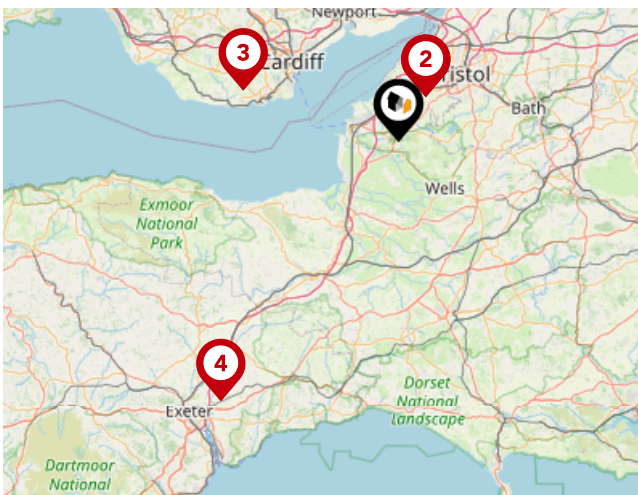 Newport
3
Cardiff
2
ristol
Bath
Wells
Exmoor
National
Park
4
Exeter
Dorset
National
Landscape
Dartmoor
National